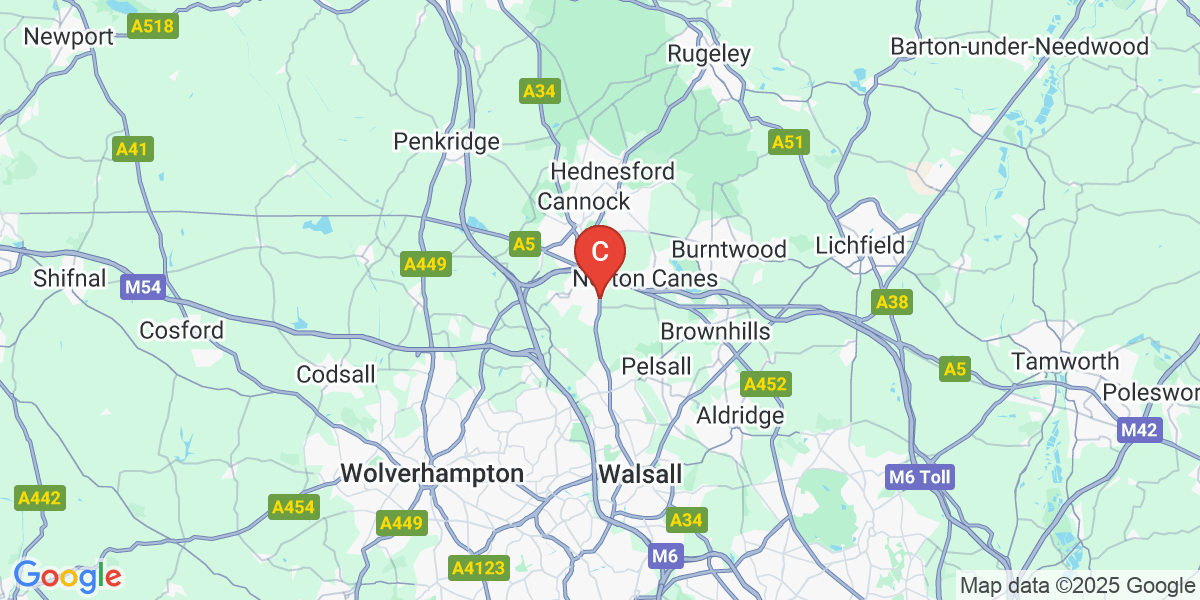 Newport
A518
Rugeley
Barton-under-Needwood
A34
A41
Penkridge
A51
Hednesford
Cannock
A5
Burntwood
Lichfield
A449
C
Norton Canes
Shifnal
M54
A38
Cosford
Brownhills
Pelsall
Tamworth
A5
Codsall
A452
Poleswor
Aldridge
M42
Wolverhampton
Walsall
M6 Toll
A442
A454
A449
A34
M6
A4123
Google
Map data ©2025 Google